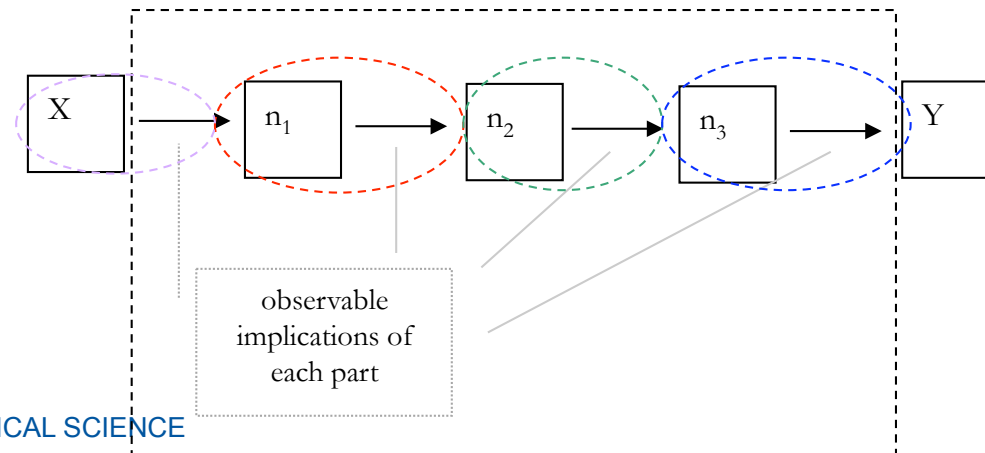 X
n₁
n₂
n₃
Y
observable
implications of
each part
ICAL SCIENCE